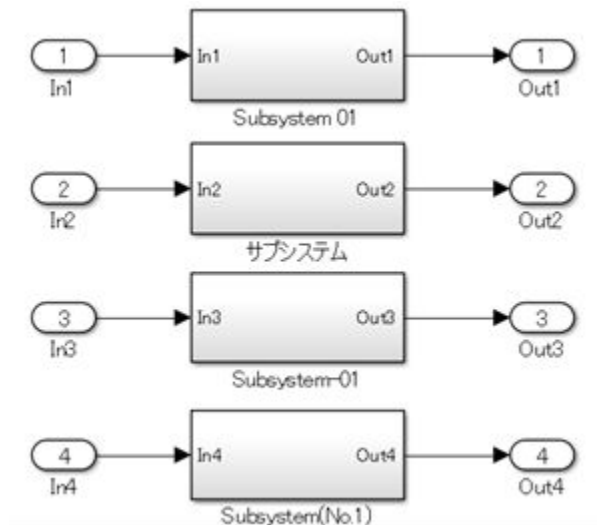 1 In1 Out1 1
In1 Subsystem 01 Out1
2 In2 Out2 2
In2 サブシステム Out2
3 In3 Out3 3
In3 Subsystem-01 Out3
4 In4 Out4 4
In4 Subsystem(No.1) Out4